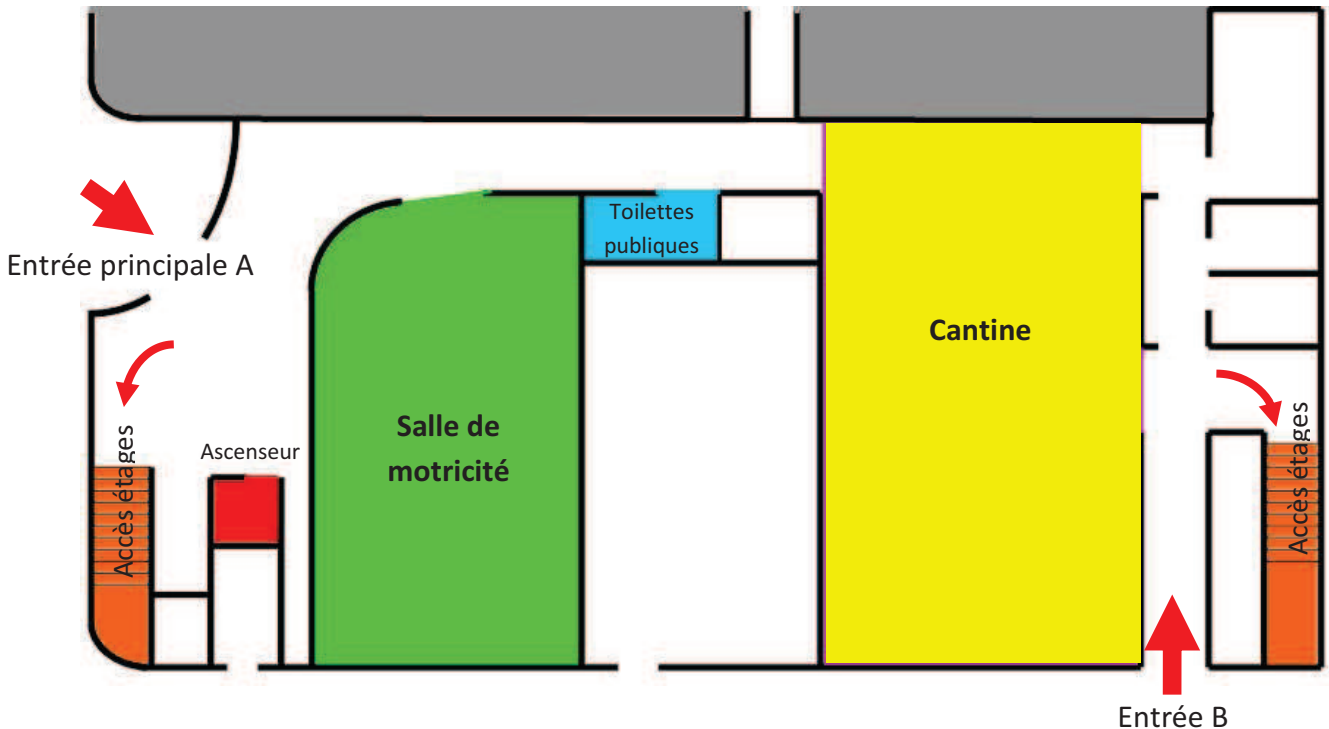 Toilettes
publiques
Entrée principale A
Cantine
Salle de
motricité
Ascenseur
Accès étages
Accès étages
Entrée B